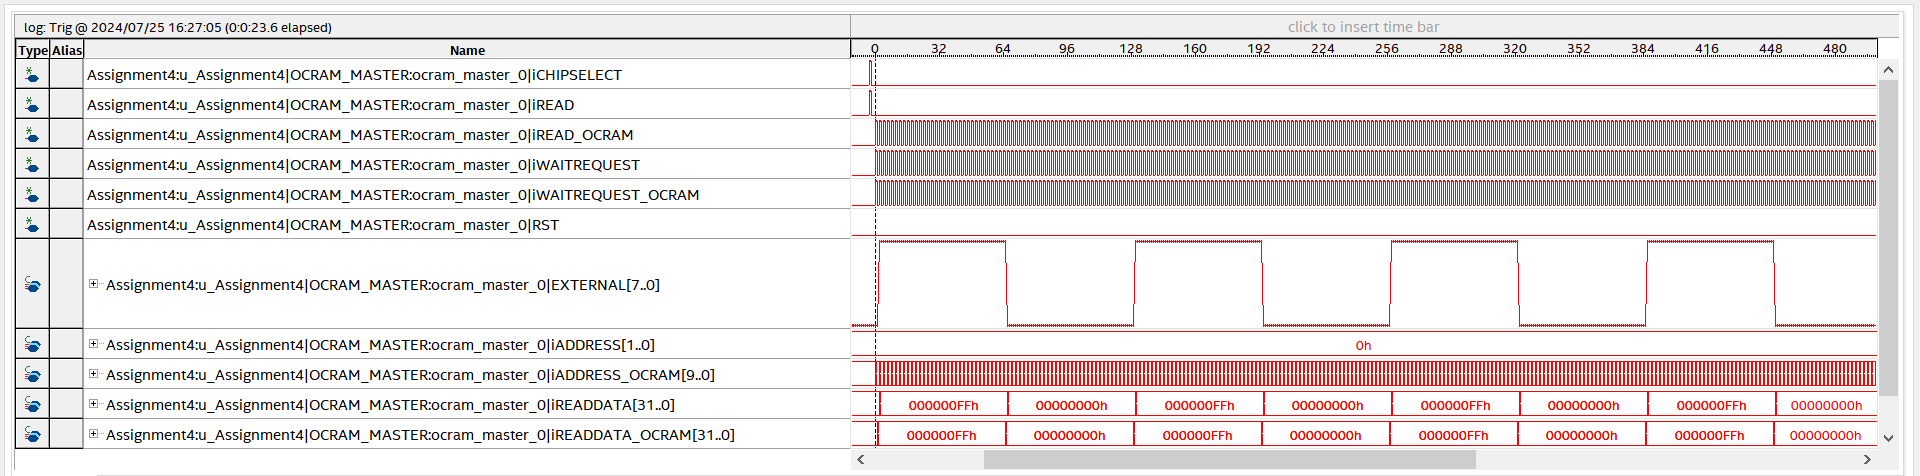 log: Trig @ 2024/07/25 16:27:05 (0:0:23.6 elapsed) click to insert time bar
Type Alias Name 0 32 64 96 128 160 192 224 256 288 320 352 384 416 448 480
Assignment4:u_Assignment4|OCRAM_MASTER:ocram_master_0|iCHIPSELECT
Assignment4:u_Assignment4|OCRAM_MASTER:ocram_master_0|iREAD
Assignment4:u_Assignment4|OCRAM_MASTER:ocram_master_0|iREAD_OCRAM
Assignment4:u_Assignment4|OCRAM_MASTER:ocram_master_0|iWAITREQUEST
Assignment4:u_Assignment4|OCRAM_MASTER:ocram_master_0|iWAITREQUEST_OCRAM
Assignment4:u_Assignment4|OCRAM_MASTER:ocram_master_0|RST
Assignment4:u_Assignment4|OCRAM_MASTER:ocram_master_0|EXTERNAL[7..0]
Assignment4:u_Assignment4|OCRAM_MASTER:ocram_master_0|iADDRESS[1..0] 0h
Assignment4:u_Assignment4|OCRAM_MASTER:ocram_master_0|iADDRESS_OCRAM[9..0]
Assignment4:u_Assignment4|OCRAM_MASTER:ocram_master_0|iREADDATA[31..0] 000000FFh 00000000h 000000FFh 00000000h 000000FFh 00000000h 000000FFh 00000000h
Assignment4:u_Assignment4|OCRAM_MASTER:ocram_master_0|iREADDATA_OCRAM[31..0] 000000FFh 00000000h 000000FFh 00000000h 000000FFh 00000000h 000000FFh 00000000h